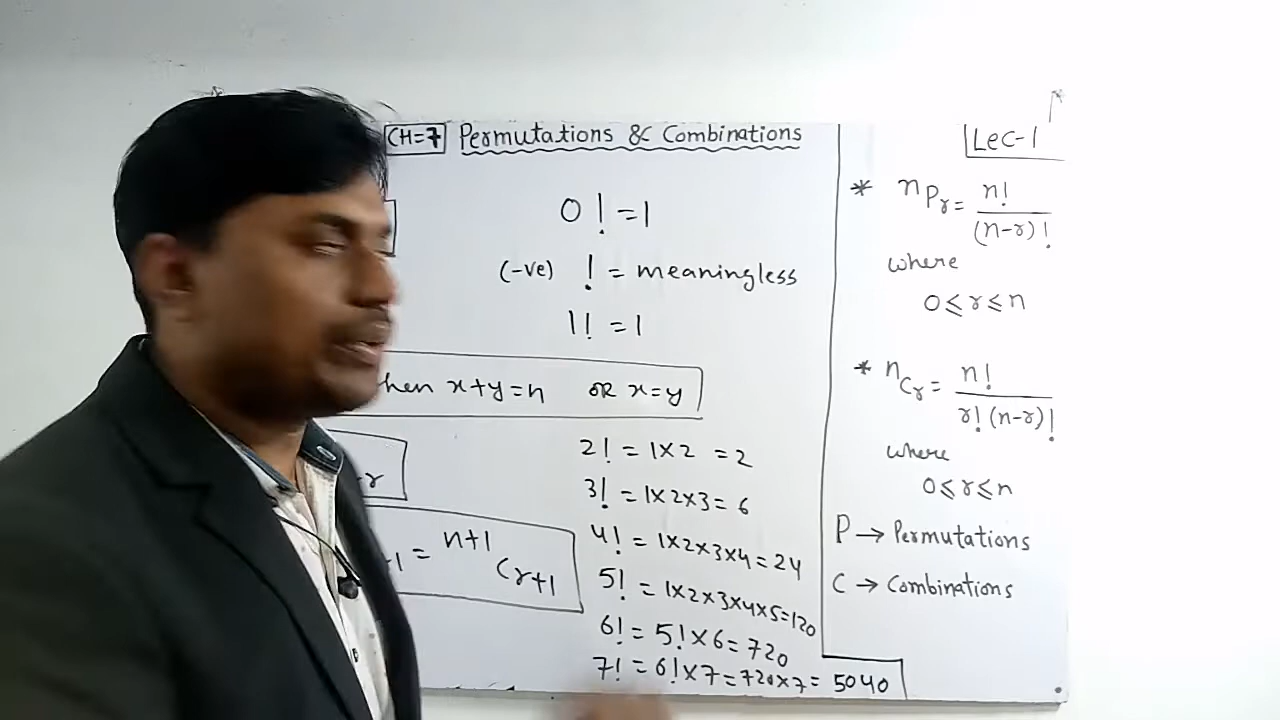 CH=7 Permutations & Combinations
0! = 1
(-ve) ! = meaningless
1! = 1
x+y=n OR x=y
2! = 1×2 = 2
3! = 1×2×3 = 6
4! = 1×2×3×4 = 24
5! = 1×2×3×4×5=120
6! = 5!×6 = 720
7! = 6!×7 = 720×7 = 5040
= n+1Cr+1
Lec-1
* nPr = n!/(n-r)!
where
0≤r≤n
* nCr = n!/r!(n-r)!
where
0≤r≤n
P → Permutations
C → Combinations